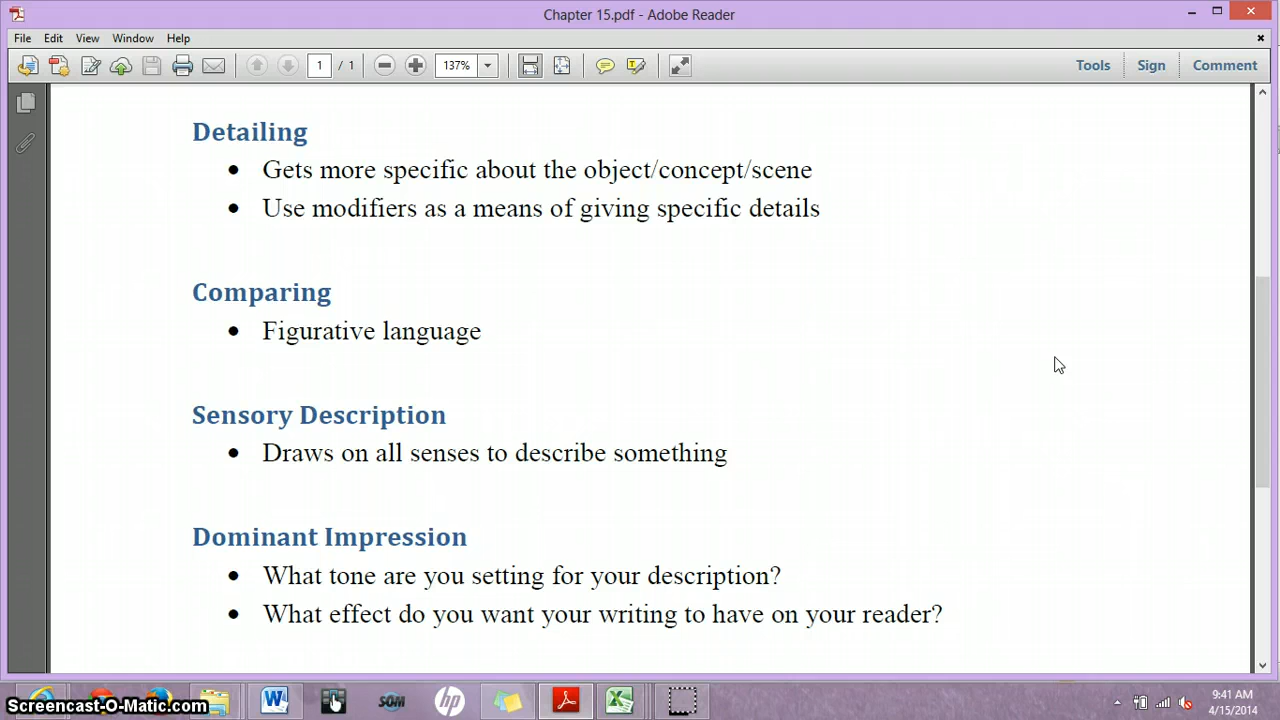 Chapter 15.pdf - Adobe Reader
File Edit View Window Help
1 / 1 137% Tools Sign Comment
Detailing
• Gets more specific about the object/concept/scene
• Use modifiers as a means of giving specific details
Comparing
• Figurative language
Sensory Description
• Draws on all senses to describe something
Dominant Impression
• What tone are you setting for your description?
• What effect do you want your writing to have on your reader?
Screencast-O-Matic.com
SOM
hp
9:41 AM
4/15/2014